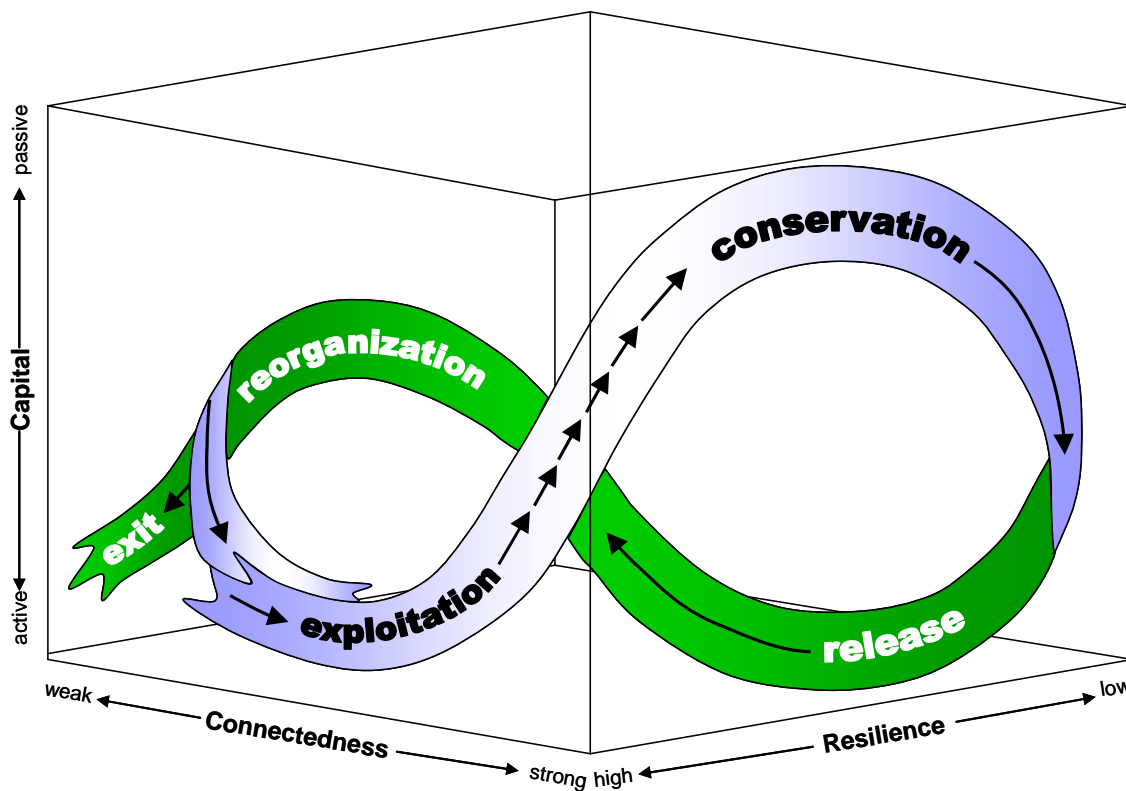 passive
Capital
active
conservation
reorganization
exit
exploitation
release
weak
Connectedness
strong
high
Resilience
low